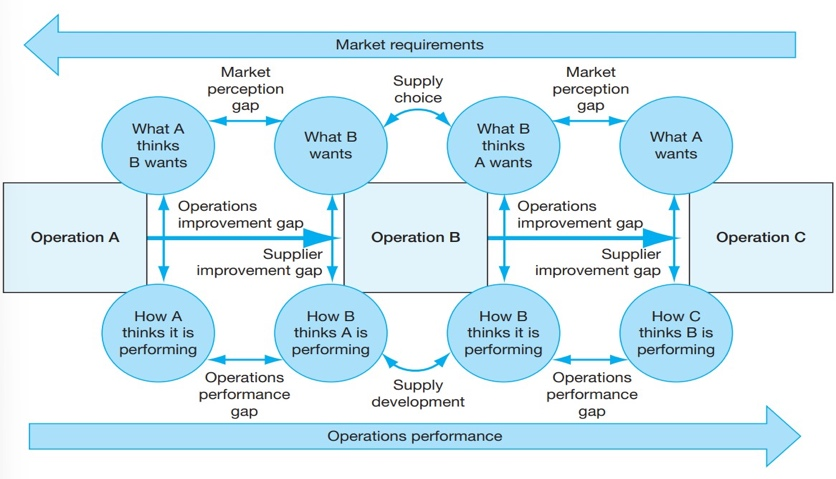 Market requirements
Market
perception
gap
Supply
choice
Market
perception
gap
What A
thinks
B wants
What B
wants
What B
thinks
A wants
What A
wants
Operation A
Operations
improvement gap
Supplier
improvement gap
Operation B
Operations
improvement gap
Supplier
improvement gap
Operation C
How A
thinks it is
performing
How B
thinks A is
performing
How B
thinks it is
performing
How C
thinks B is
performing
Operations
performance
gap
Supply
development
Operations
performance
gap
Operations performance